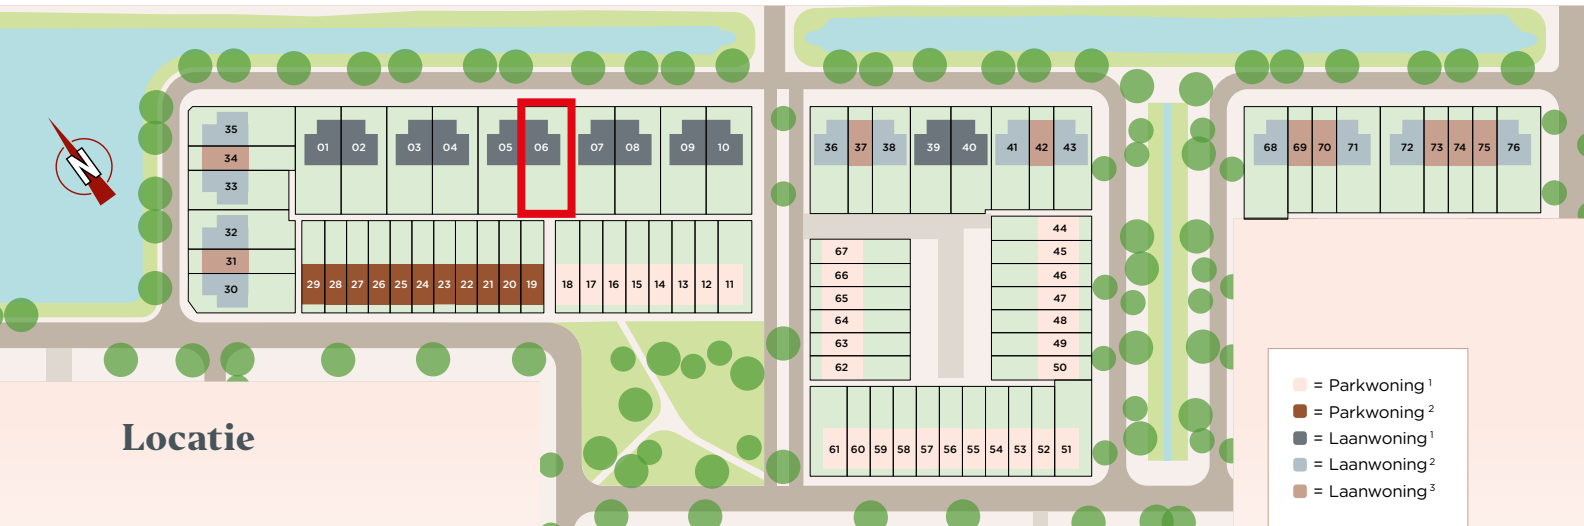 35
34
33
32
31
30
01 02 03 04 05 06 07 08 09 10
29 28 27 26 25 24 23 22 21 20 19 18 17 16 15 14 13 12 11
36 37 38 39 40 41 42 43
44
45
46
47
48
49
50
67
66
65
64
63
62
61 60 59 58 57 56 55 54 53 52 51
68 69 70 71 72 73 74 75 76
N
Locatie
= Parkwoning ¹
= Parkwoning ²
= Laanwoning ¹
= Laanwoning ²
= Laanwoning ³